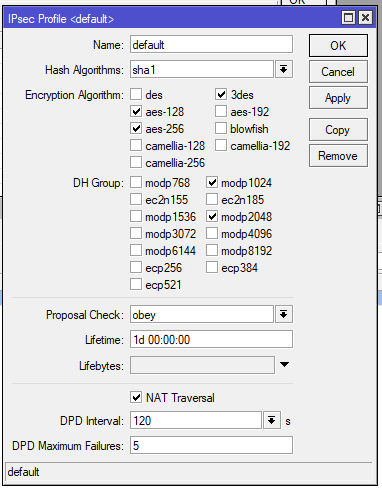 OK
IPsec Profile <default>
Name: default OK
Hash Algorithms: sha1 Cancel
Encryption Algorithm: des 3des Apply
aes-128 aes-192
aes-256 blowfish Copy
camellia-128 camellia-192 Remove
camellia-256
DH Group: modp768 modp1024
ec2n155 ec2n185
modp1536 modp2048
modp3072 modp4096
modp6144 modp8192
ecp256 ecp384
ecp521
Proposal Check: obey
Lifetime: 1d 00:00:00
Lifebytes:
NAT Traversal
DPD Interval: 120 s
DPD Maximum Failures: 5
default